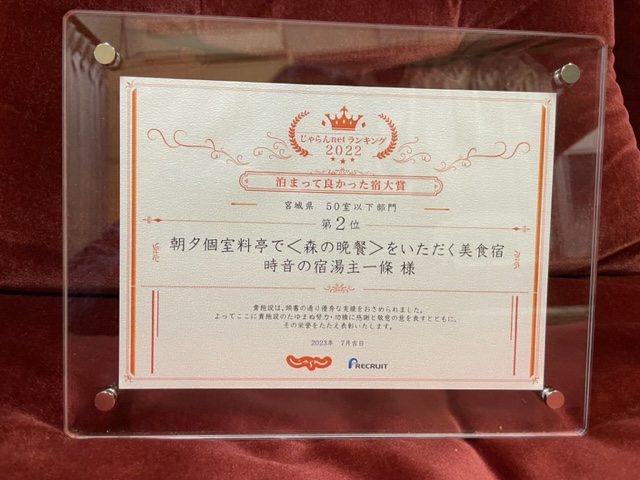 じゃらんnetランキング
2022
泊まって良かった宿大賞
宮城県 50室以下部門
第2位
朝夕個室料亭で＜森の晩餐＞をいただく美食宿
時音の宿湯主一條 様
貴施設は、頭書の通り優秀な実績をおさめられました。
よってここに貴施設のたゆまぬ努力・功績に感謝と敬意の意を表すとともに、
その栄誉をたたえ表彰いたします。
2023年 7月吉日
RECRUIT